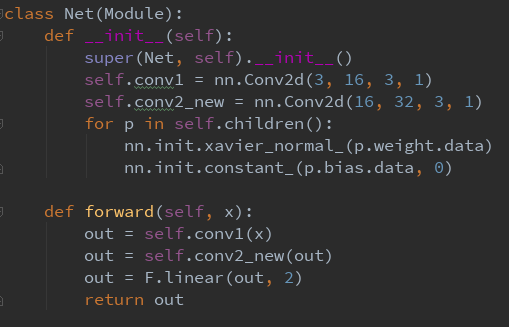 class Net(Module):
    def __init__(self):
        super(Net, self).__init__()
        self.conv1 = nn.Conv2d(3, 16, 3, 1)
        self.conv2_new = nn.Conv2d(16, 32, 3, 1)
        for p in self.children():
            nn.init.xavier_normal_(p.weight.data)
            nn.init.constant_(p.bias.data, 0)
    def forward(self, x):
        out = self.conv1(x)
        out = self.conv2_new(out)
        out = F.linear(out, 2)
        return out